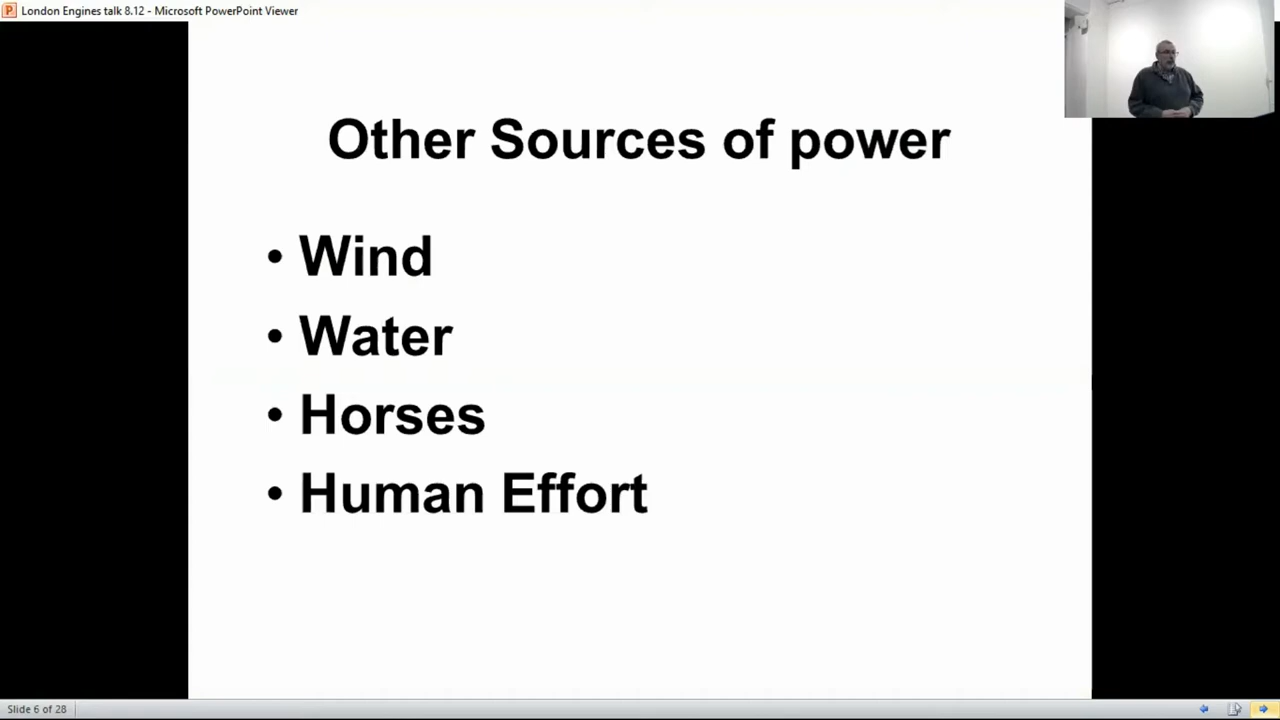 London Engines talk 8.12 - Microsoft PowerPoint Viewer
Other Sources of power
• Wind
• Water
• Horses
• Human Effort
Slide 6 of 28